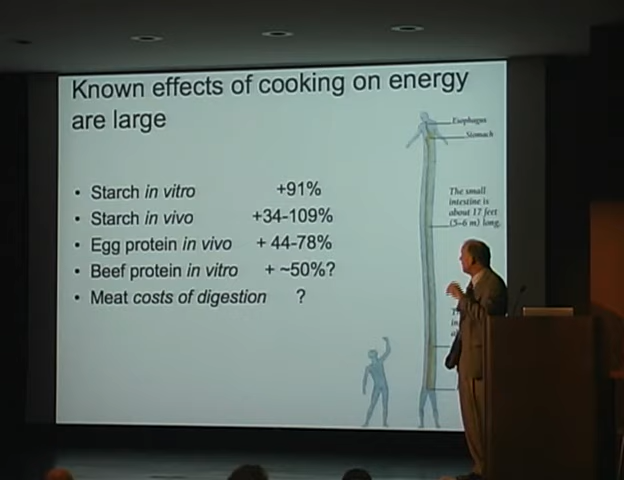 Known effects of cooking on energy
are large
• Starch in vitro +91%
• Starch in vivo +34-109%
• Egg protein in vivo + 44-78%
• Beef protein in vitro + ~50%?
• Meat costs of digestion ?
Esophagus
Stomach
The small
intestine is
about 17 feet
(5-6 m) long.